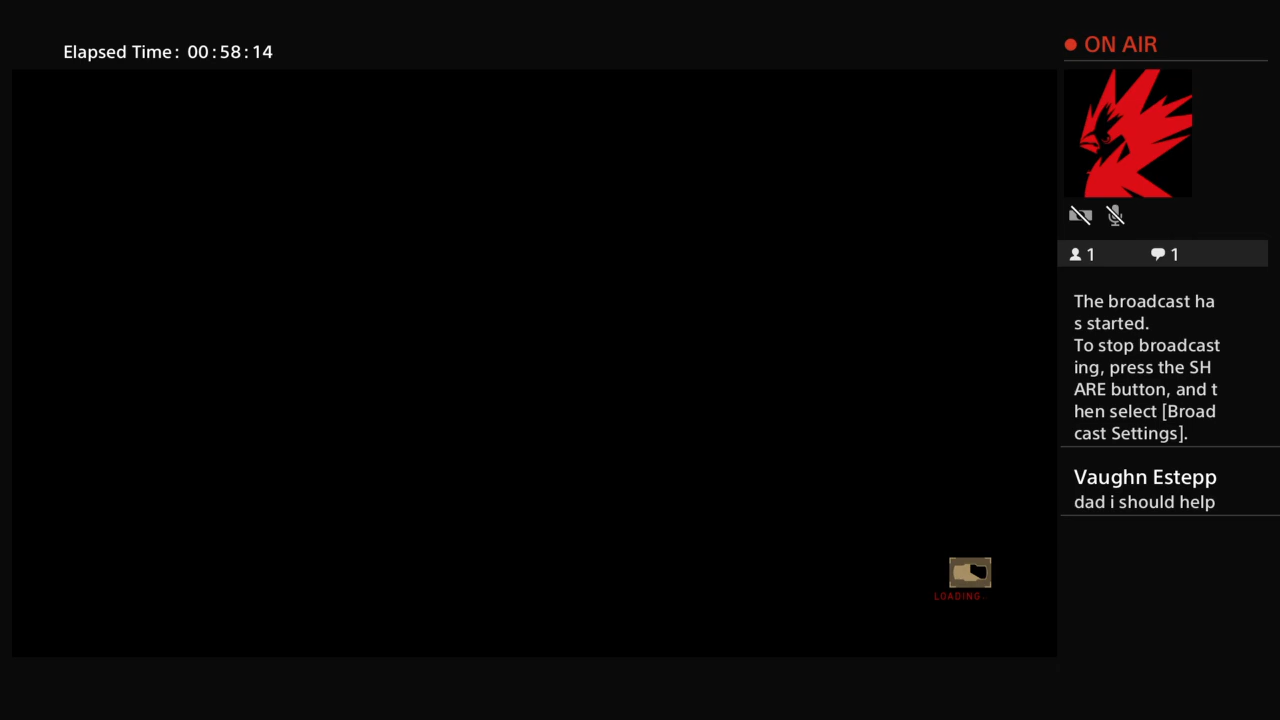 Elapsed Time: 00:58:14
ON AIR
1 1
The broadcast ha
s started.
To stop broadcast
ing, press the SH
ARE button, and t
hen select [Broad
cast Settings].
Vaughn Estepp
dad i should help
LOADING